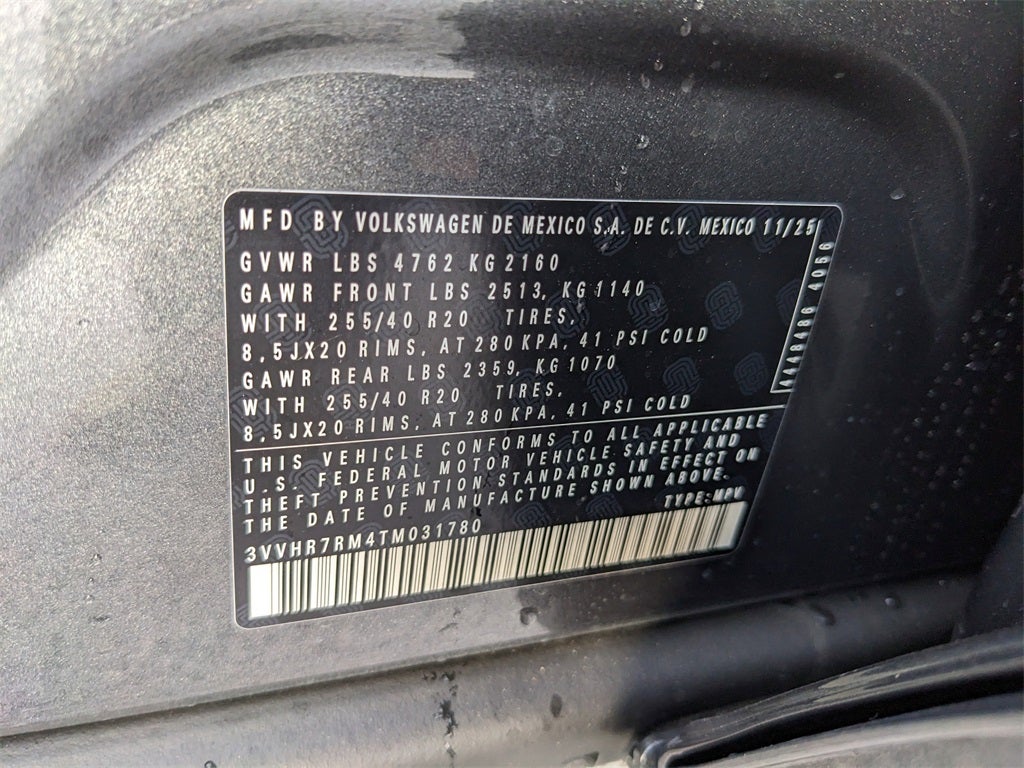 MFD BY VOLKSWAGEN DE MEXICO S.A. DE C.V. MEXICO 11/25
GVWR LBS 4762 KG 2160
GAWR FRONT LBS 2513, KG 1140
WITH 255/40 R20 TIRES,
8,5JX20 RIMS, AT 280 KPA, 41 PSI COLD
GAWR REAR LBS 2359, KG 1070
WITH 255/40 R20 TIRES,
8,5JX20 RIMS, AT 280 KPA, 41 PSI COLD
THIS VEHICLE CONFORMS TO ALL APPLICABLE
U.S. FEDERAL MOTOR VEHICLE SAFETY AND
THEFT PREVENTION STANDARDS IN EFFECT ON
THE DATE OF MANUFACTURE SHOWN ABOVE.
TYPE: MPV
3VVHR7RM4TM031780